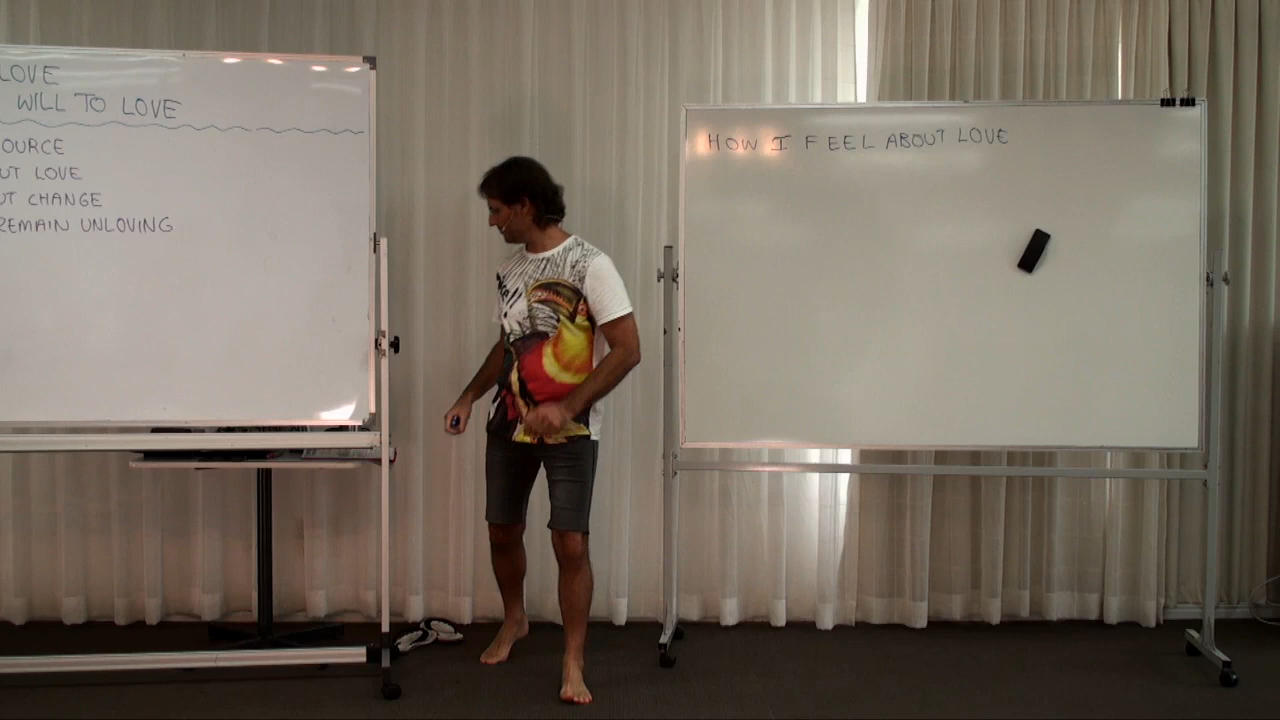 LOVE
WILL TO LOVE
OURCE
UT LOVE
UT CHANGE
REMAIN UNLOVING
HOW I FEEL ABOUT LOVE